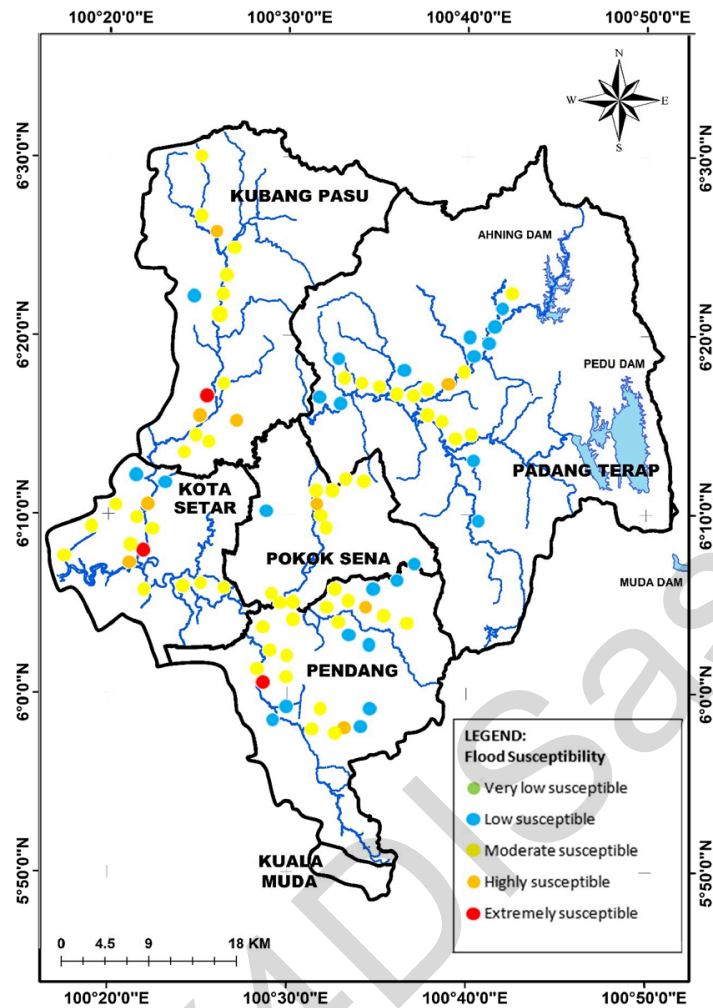 100°20'0"E 100°30'0"E 100°40'0"E 100°50'0"E
N
W E
S
6°30'0"N 6°30'0"N
KUBANG PASU
AHNING DAM
6°20'0"N 6°20'0"N
PEDU DAM
PADANG TERAP
KOTA
SETAR
6°10'0"N 6°10'0"N
POKOK SENA
MUDA DAM
PENDANG
6°0'0"N 6°0'0"N
LEGEND:
Flood Susceptibility
Very low susceptible
Low susceptible
Moderate susceptible
Highly susceptible
Extremely susceptible
KUALA
MUDA
5°50'0"N 5°50'0"N
0 4.5 9 18 KM
100°20'0"E 100°30'0"E 100°40'0"E 100°50'0"E